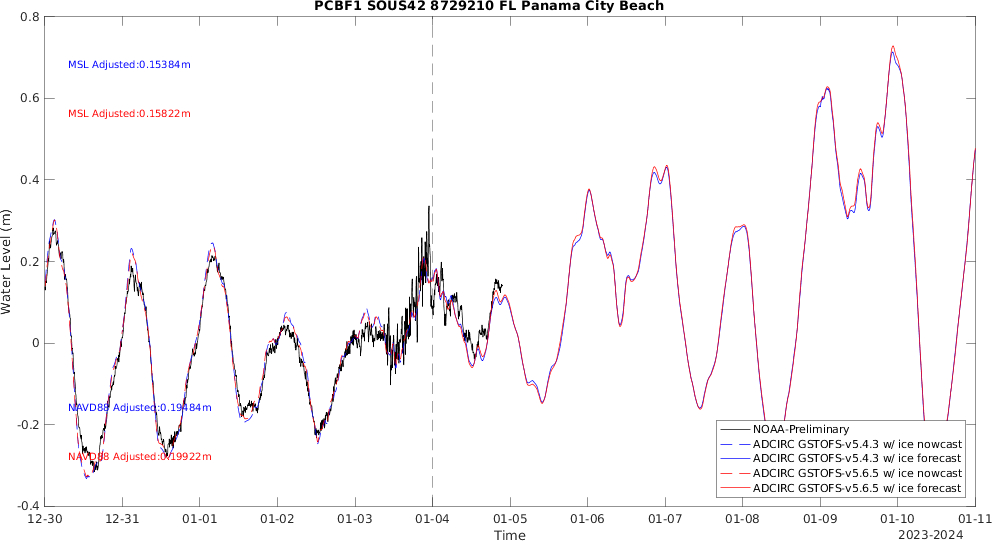 PCBF1 SOUS42 8729210 FL Panama City Beach
0.8
0.6
0.4
0.2
0
-0.2
-0.4
Water Level (m)
MSL Adjusted:0.15384m
MSL Adjusted:0.15822m
NAVD88 Adjusted:0.19484m
NAVD88 Adjusted:0.19922m
NOAA-Preliminary
ADCIRC GSTOFS-v5.4.3 w/ ice nowcast
ADCIRC GSTOFS-v5.4.3 w/ ice forecast
ADCIRC GSTOFS-v5.6.5 w/ ice nowcast
ADCIRC GSTOFS-v5.6.5 w/ ice forecast
12-30 12-31 01-01 01-02 01-03 01-04 01-05 01-06 01-07 01-08 01-09 01-10 01-11
Time
2023-2024